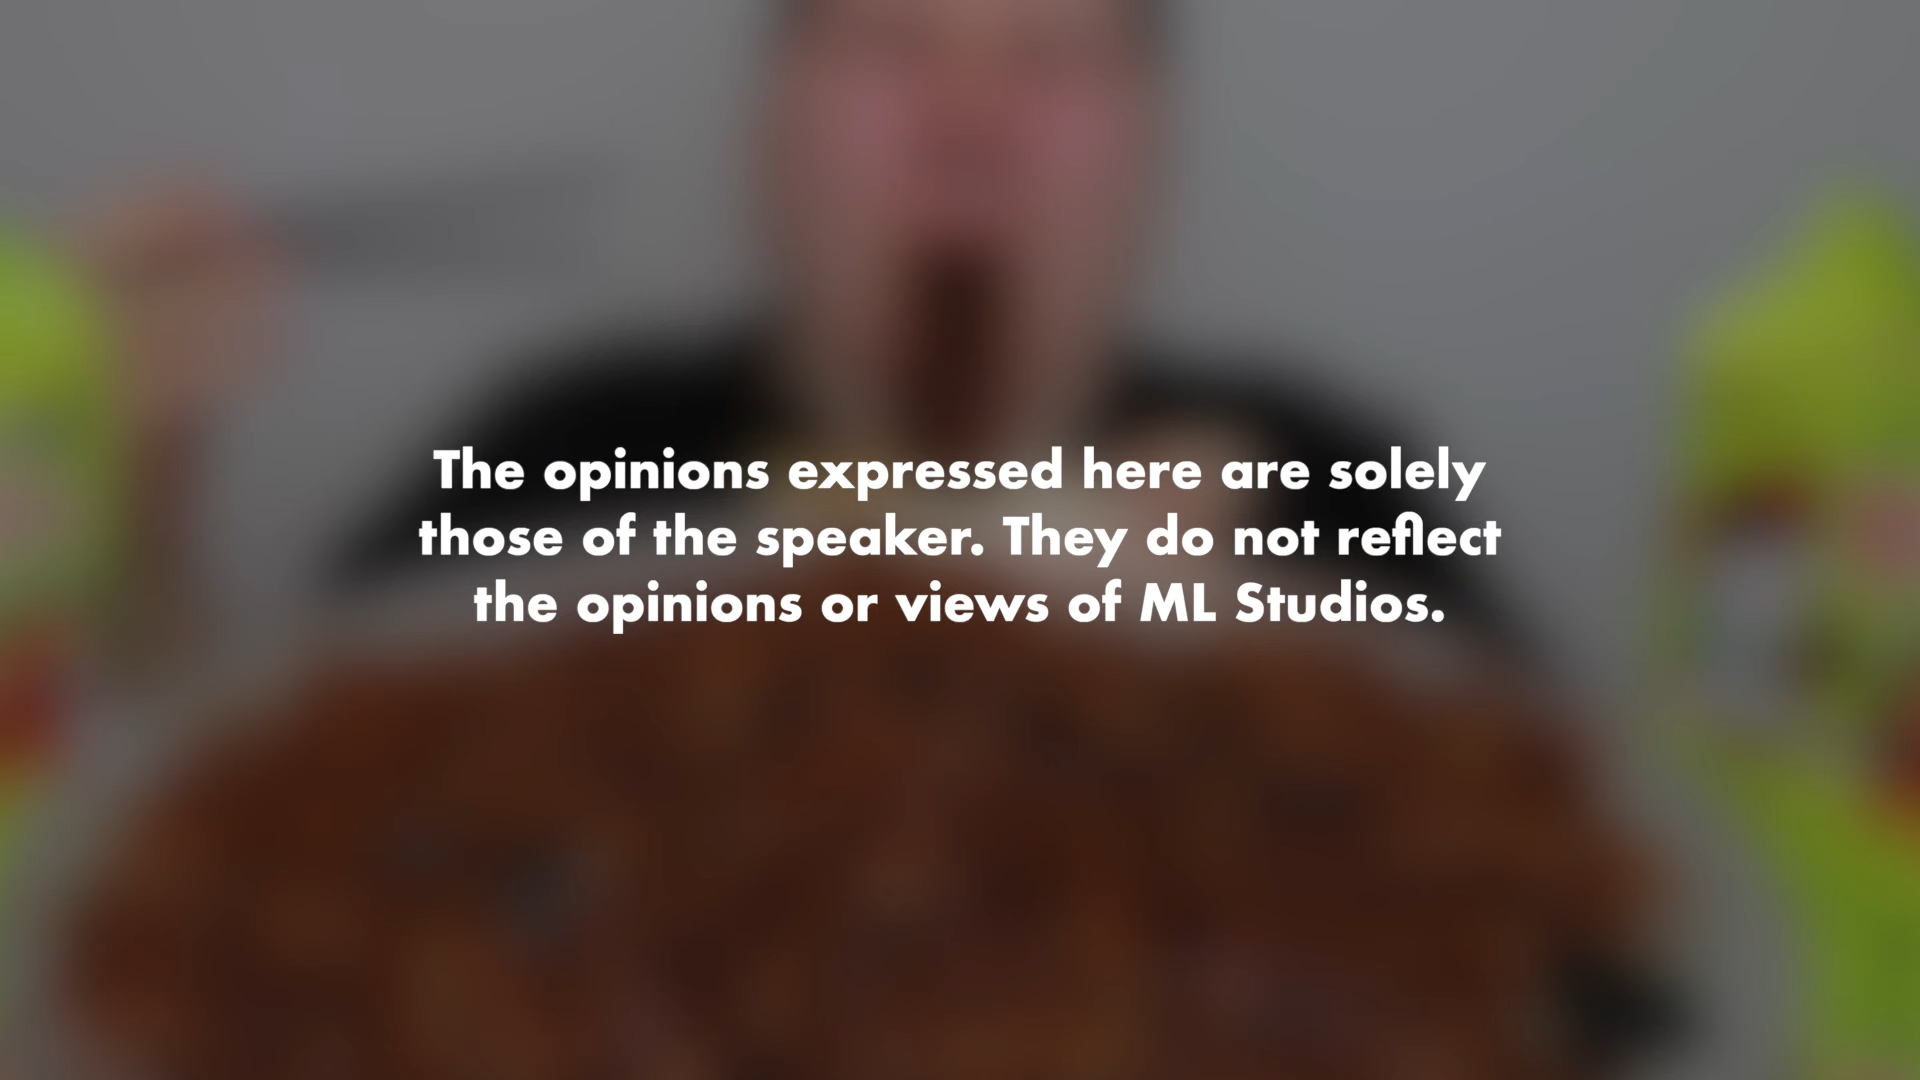 The opinions expressed here are solely
those of the speaker. They do not reflect
the opinions or views of ML Studios.